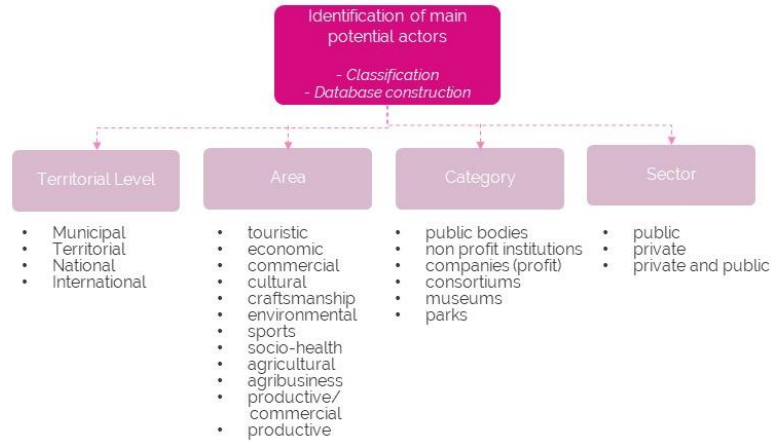 Identification of main
potential actors
- Classification
- Database construction
Territorial Level
• Municipal
• Territorial
• National
• International
Area
• touristic
• economic
• commercial
• cultural
• craftsmanship
• environmental
• sports
• socio-health
• agricultural
• agribusiness
• productive/
commercial
• productive
Category
• public bodies
• non profit institutions
• companies (profit)
• consortiums
• museums
• parks
Sector
• public
• private
• private and public